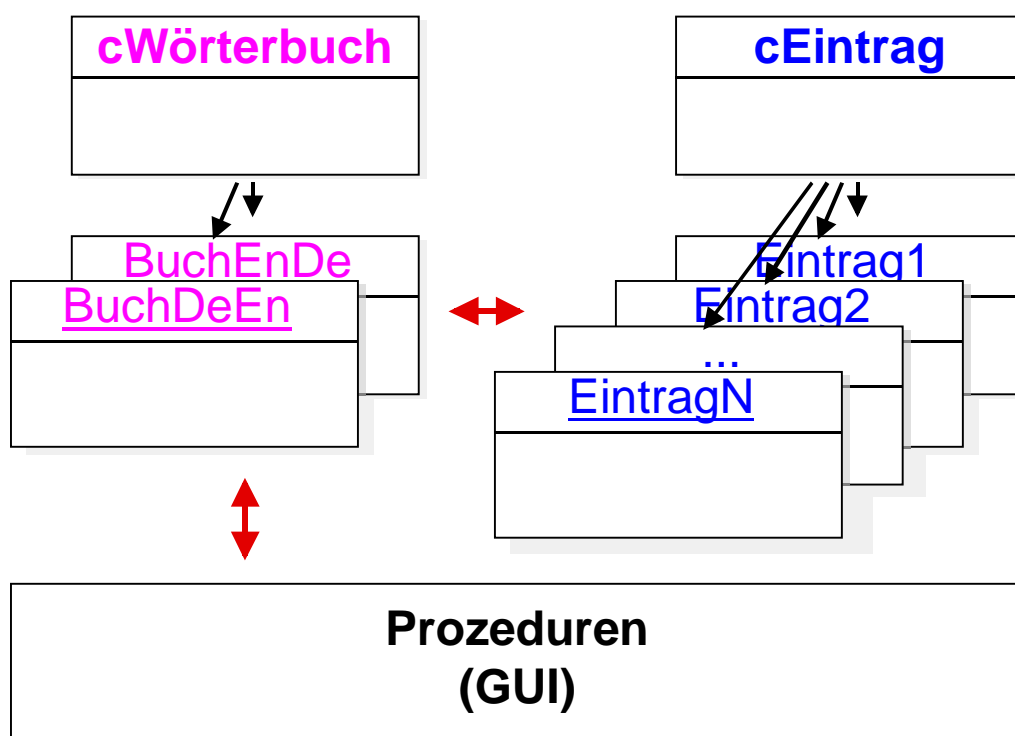 cWörterbuch
cEintrag
BuchEnDe
BuchDeEn
Eintrag1
Eintrag2
...
EintragN
Prozeduren
(GUI)